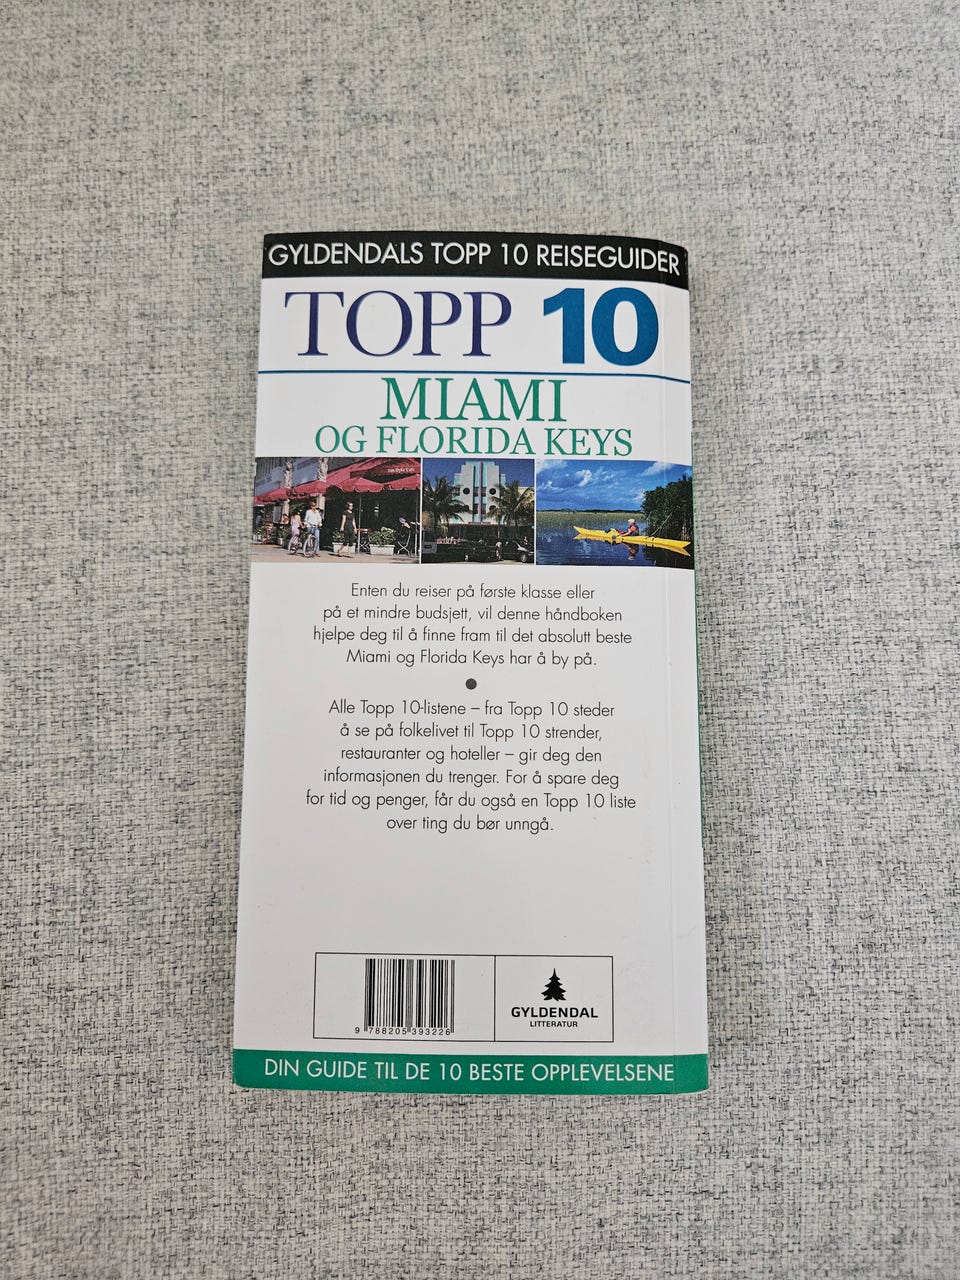 GYLDENDALS TOPP 10 REISEGUIDER
TOPP 10
MIAMI
OG FLORIDA KEYS
Van Dyke Café
Enten du reiser på første klasse eller
på et mindre budsjett, vil denne håndboken
hjelpe deg til å finne fram til det absolutt beste
Miami og Florida Keys har å by på.
Alle Topp 10-listene – fra Topp 10 steder
å se på folkelivet til Topp 10 strender,
restauranter og hoteller – gir deg den
informasjonen du trenger. For å spare deg
for tid og penger, får du også en Topp 10 liste
over ting du bør unngå.
9 788205 393226
GYLDENDAL
LITTERATUR
DIN GUIDE TIL DE 10 BESTE OPPLEVELSENE